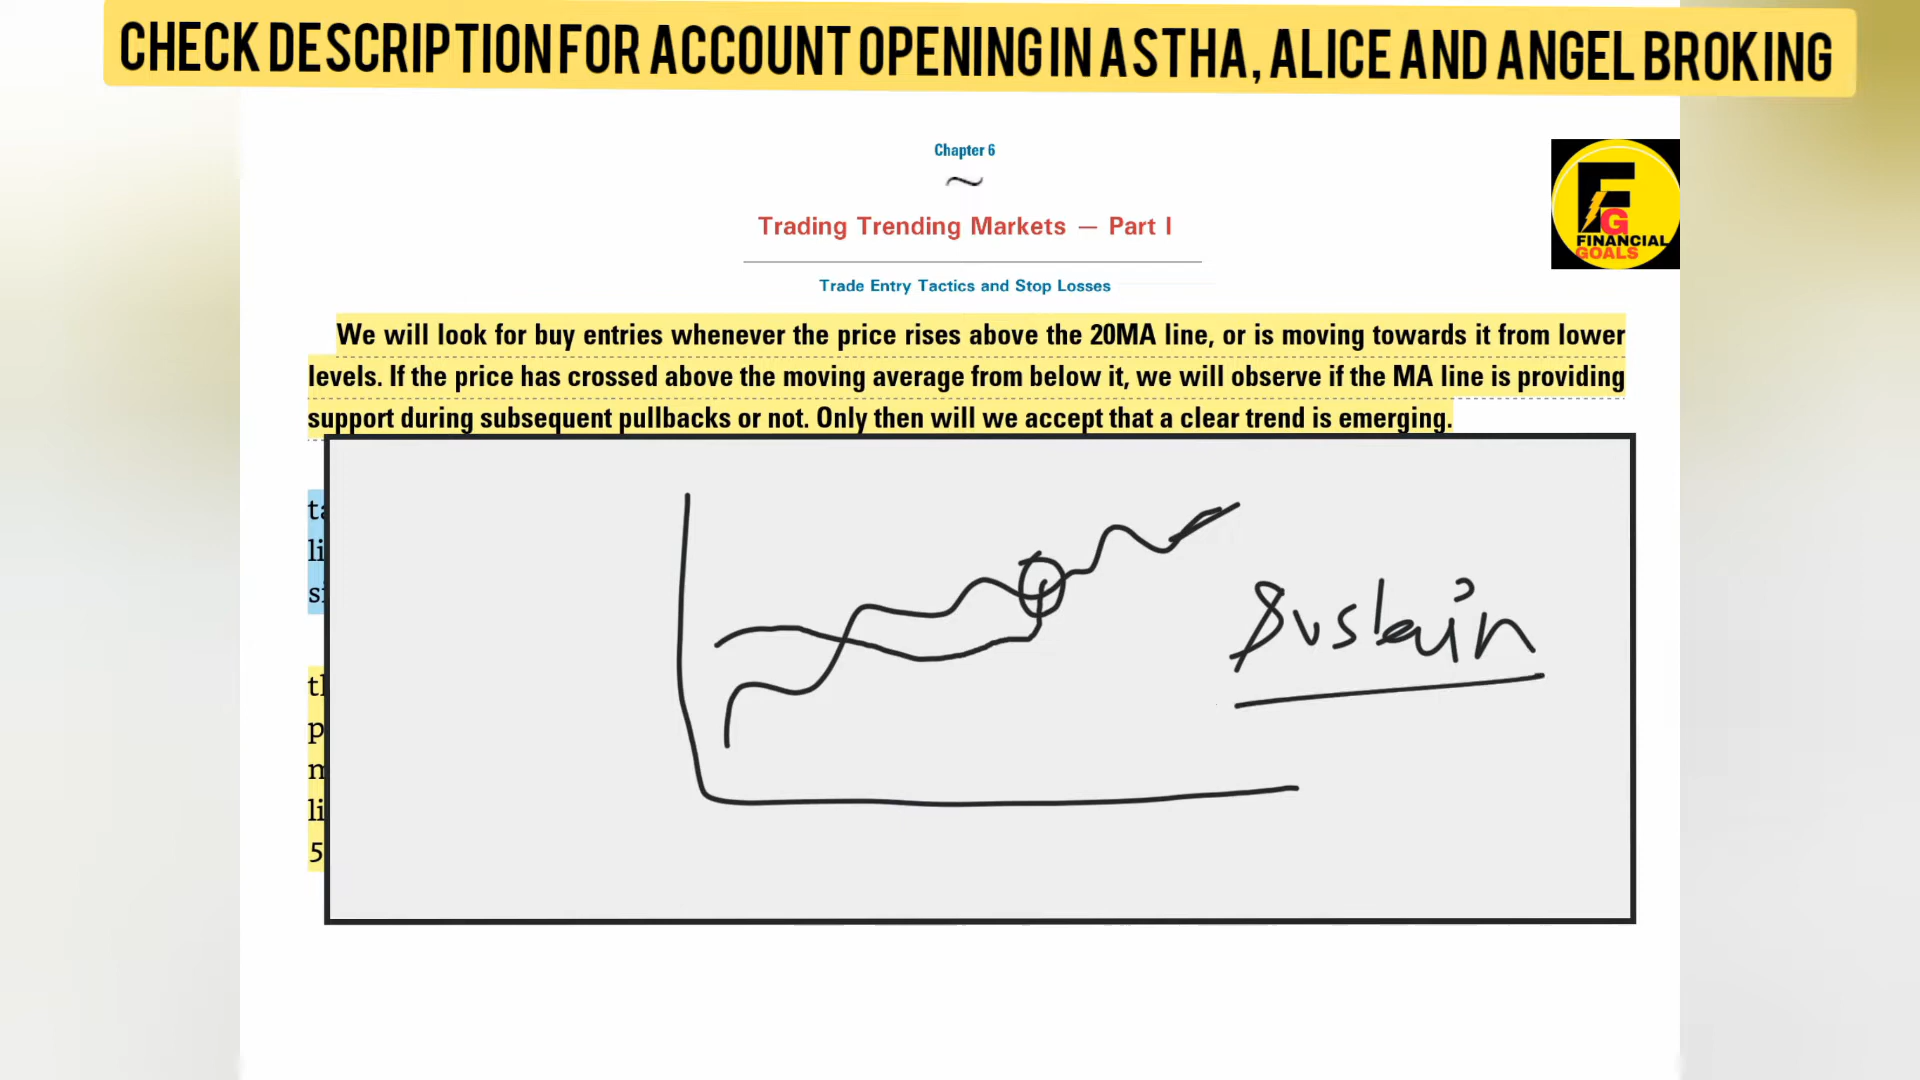 CHECK DESCRIPTION FOR ACCOUNT OPENING IN ASTHA, ALICE AND ANGEL BROKING
Chapter 6
Trading Trending Markets — Part I
FG
FINANCIAL
GOALS
Trade Entry Tactics and Stop Losses
We will look for buy entries whenever the price rises above the 20MA line, or is moving towards it from lower
levels. If the price has crossed above the moving average from below it, we will observe if the MA line is providing
support during subsequent pullbacks or not. Only then will we accept that a clear trend is emerging.
Sustain
li
p
li
5